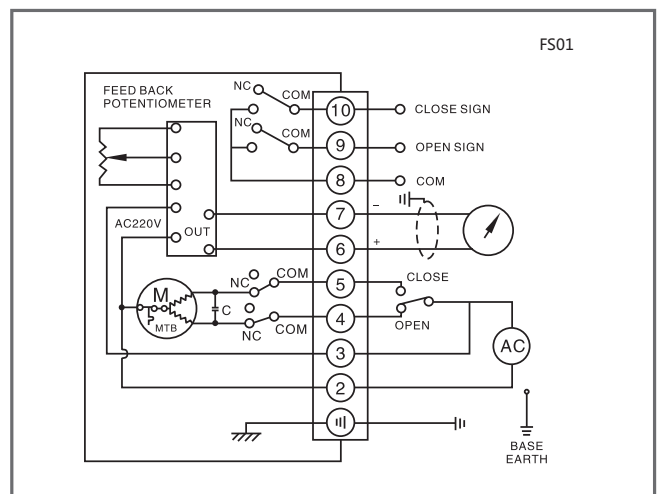 FS01
FEED BACK
POTENTIOMETER
NC
COM
10
CLOSE SIGN
NC
COM
9
OPEN SIGN
8
COM
AC220V
OUT
7
–
6
+
M
MTB
C
NC
COM
5
CLOSE
NC
COM
4
OPEN
3
AC
2
BASE
EARTH